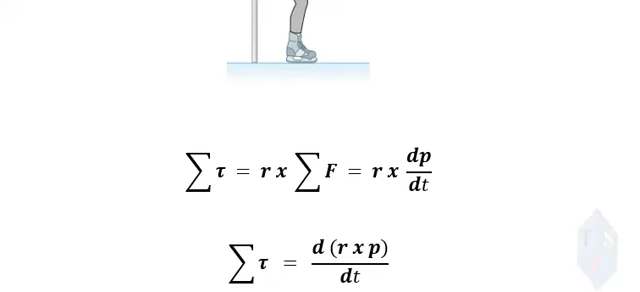 ∑ τ = r x ∑ F = r x dp/dt
∑ τ = d (r x p)/dt